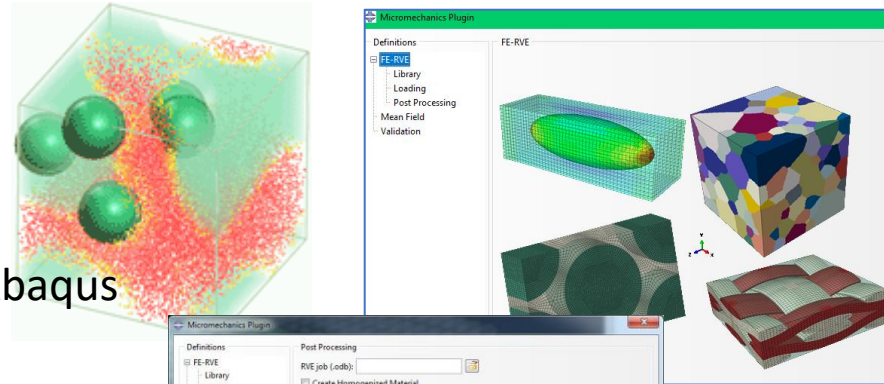 Micromechanics Plugin
Definitions
FE-RVE
Library
Loading
Post Processing
Mean Field
Validation
FE-RVE
Y
Z
X
baqus
Micromechanics Plugin
Definitions
FE-RVE
Library
Post Processing
RVE job (.odb):
Create Homogenized Material